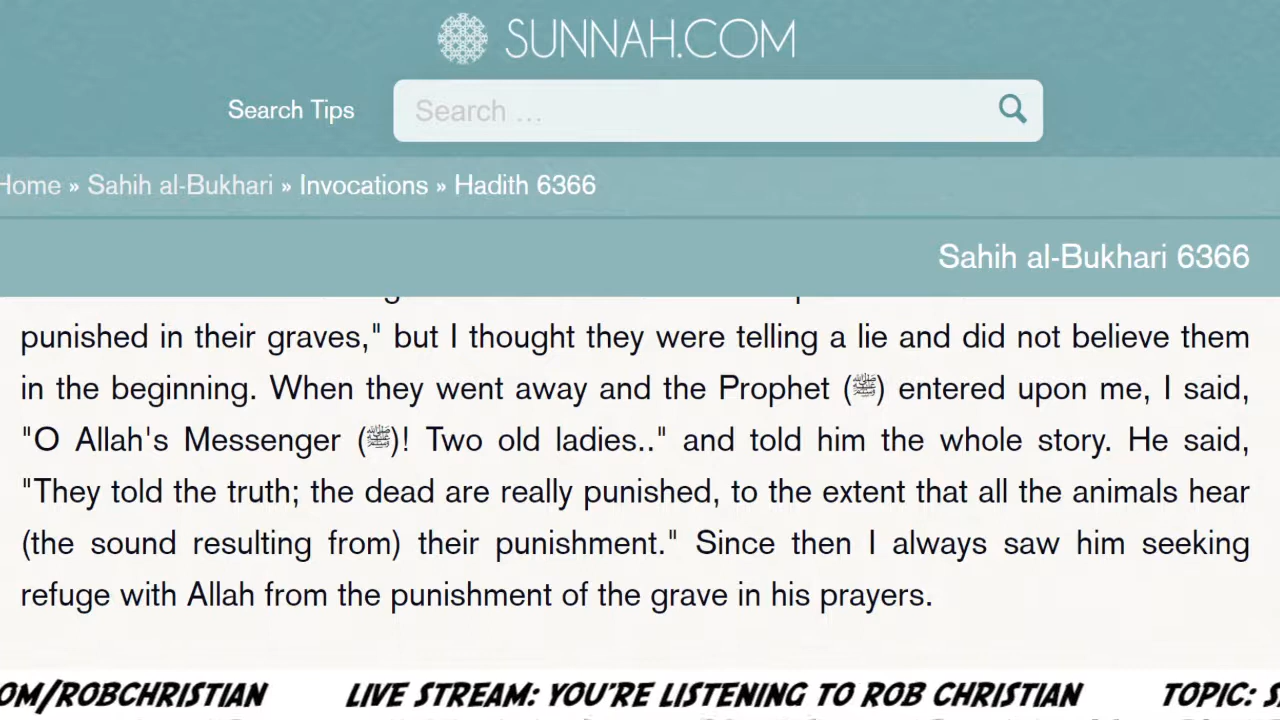 SUNNAH.COM
Search Tips
Search ...
Home » Sahih al-Bukhari » Invocations » Hadith 6366
Sahih al-Bukhari 6366
punished in their graves," but I thought they were telling a lie and did not believe them
in the beginning. When they went away and the Prophet (ﷺ) entered upon me, I said,
"O Allah's Messenger (ﷺ)! Two old ladies.." and told him the whole story. He said,
"They told the truth; the dead are really punished, to the extent that all the animals hear
(the sound resulting from) their punishment." Since then I always saw him seeking
refuge with Allah from the punishment of the grave in his prayers.
OM/ROBCHRISTIAN LIVE STREAM: YOU'RE LISTENING TO ROB CHRISTIAN TOPIC: S